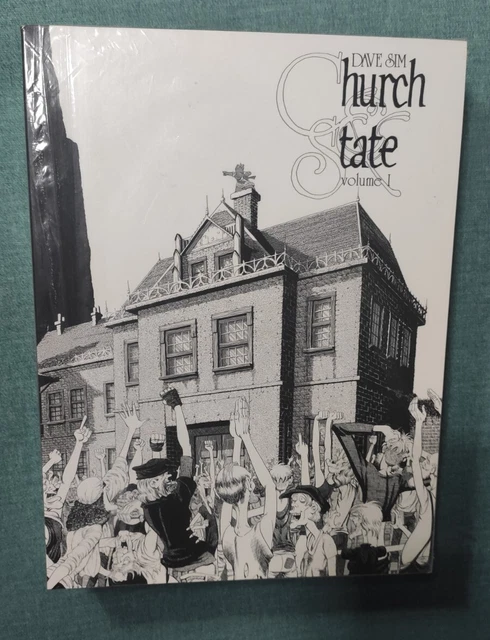 DAVE SIM
Church
& State
volume I